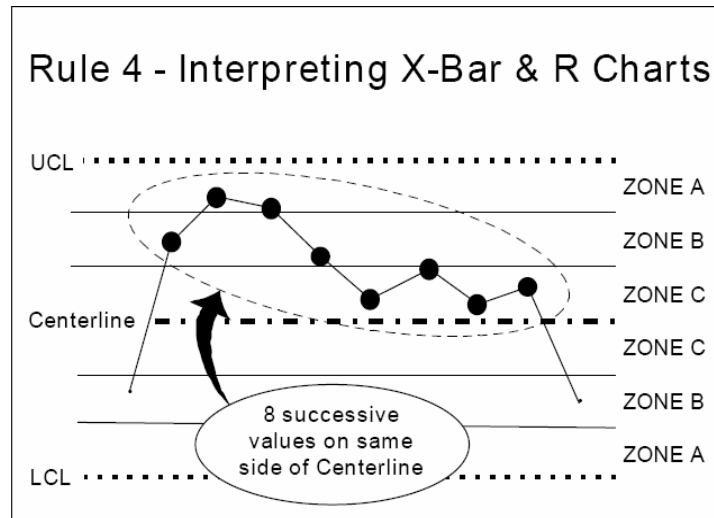 Rule 4 - Interpreting X-Bar & R Charts
UCL
ZONE A
ZONE B
ZONE C
Centerline
ZONE C
ZONE B
8 successive
values on same
side of Centerline
ZONE A
LCL